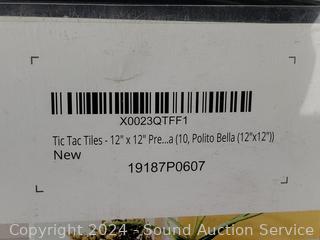 X0023QTFF1
Tic Tac Tiles - 12" x 12" Pre...a (10, Polito Bella (12"x12"))
New
19187P0607
Copyright © 2024 - Sound Auction Service